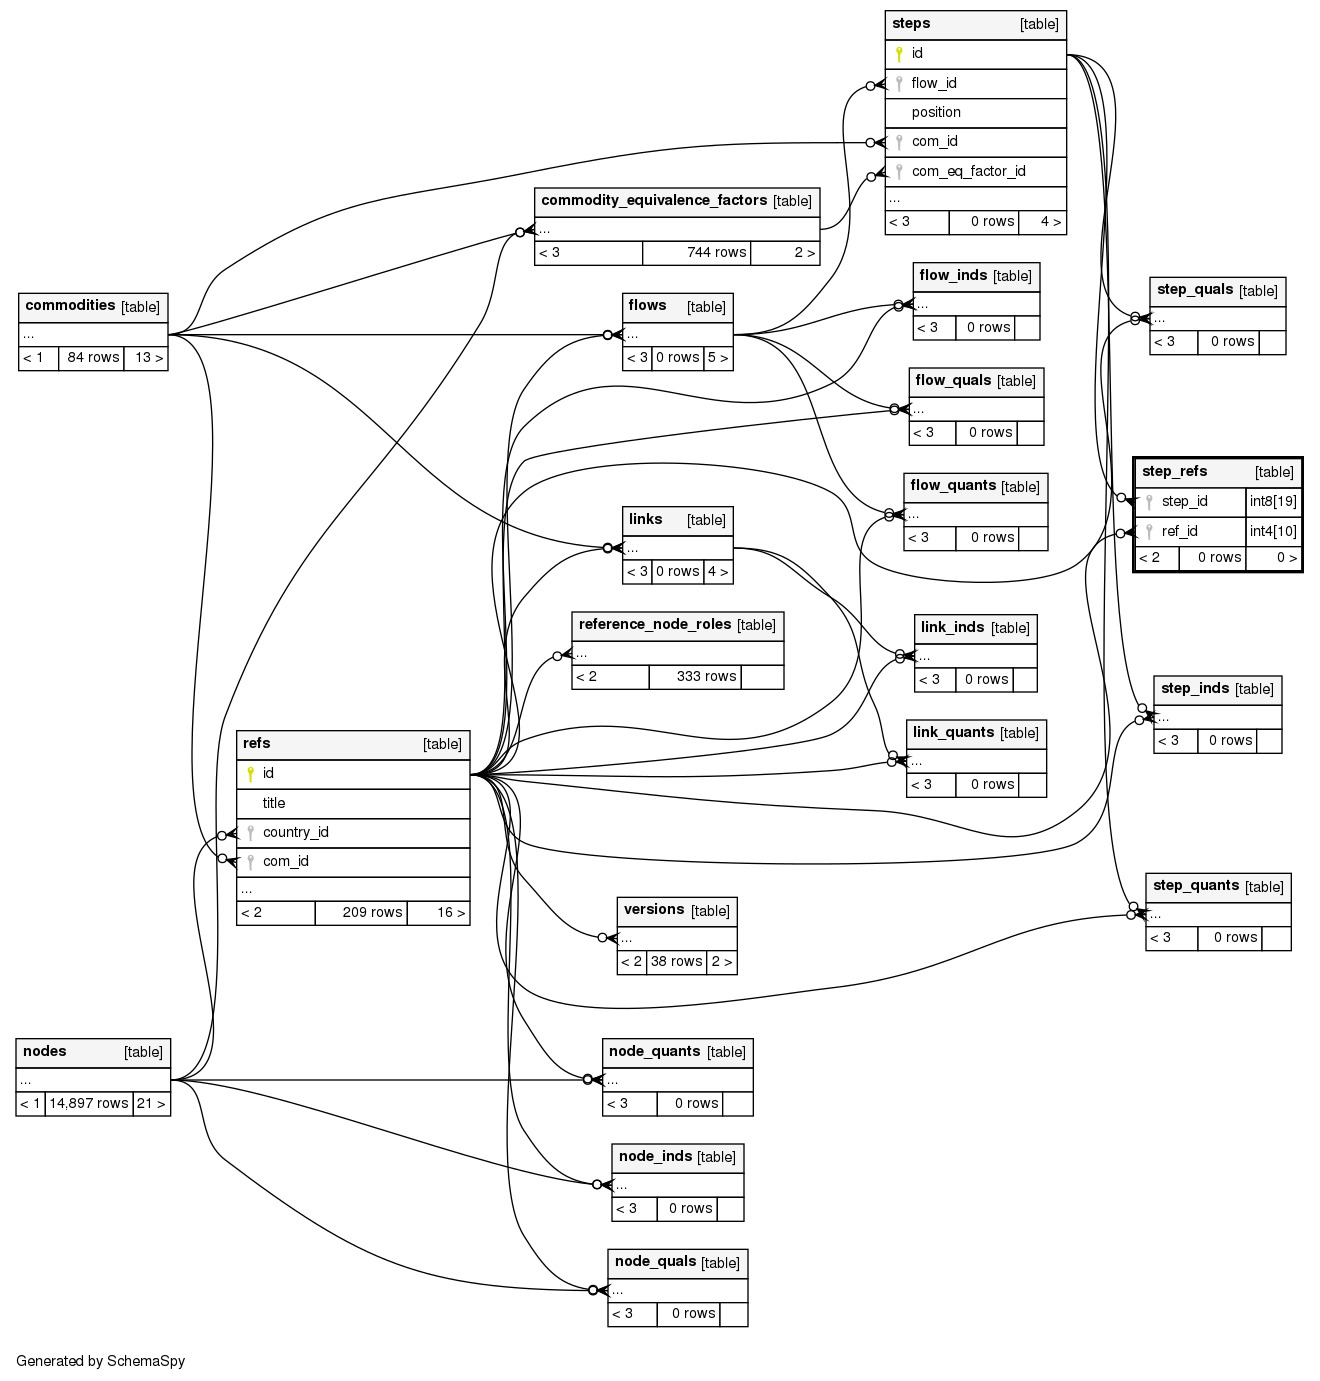 steps [table]
id
flow_id
position
com_id
com_eq_factor_id
...
< 3 0 rows 4 >
commodity_equivalence_factors [table]
...
< 3 744 rows 2 >
flow_inds [table]
...
< 3 0 rows
step_quals [table]
...
< 3 0 rows
commodities [table]
...
< 1 84 rows 13 >
flows [table]
...
< 3 0 rows 5 >
flow_quals [table]
...
< 3 0 rows
step_refs [table]
step_id int8[19]
ref_id int4[10]
< 2 0 rows 0 >
flow_quants [table]
...
< 3 0 rows
links [table]
...
< 3 0 rows 4 >
reference_node_roles [table]
...
< 2 333 rows
link_inds [table]
...
< 3 0 rows
step_inds [table]
...
< 3 0 rows
link_quants [table]
...
< 3 0 rows
refs [table]
id
title
country_id
com_id
...
< 2 209 rows 16 >
versions [table]
...
< 2 38 rows 2 >
step_quants [table]
...
< 3 0 rows
nodes [table]
...
< 1 14,897 rows 21 >
node_quants [table]
...
< 3 0 rows
node_inds [table]
...
< 3 0 rows
node_quals [table]
...
< 3 0 rows
Generated by SchemaSpy